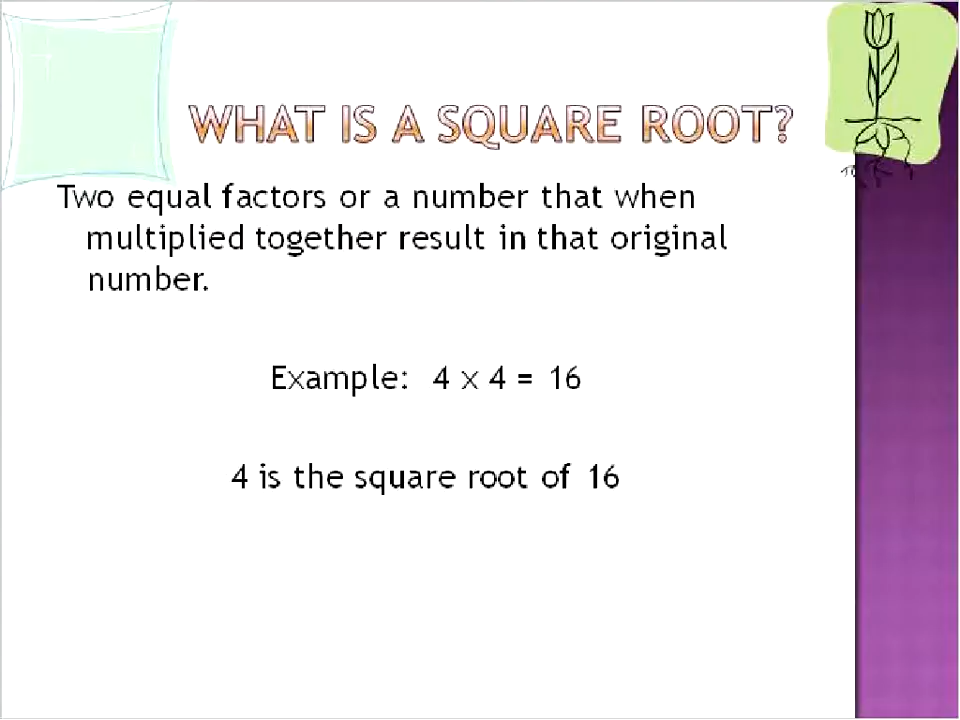 WHAT IS A SQUARE ROOT?
Two equal factors or a number that when
multiplied together result in that original
number.
Example: 4 x 4 = 16
4 is the square root of 16